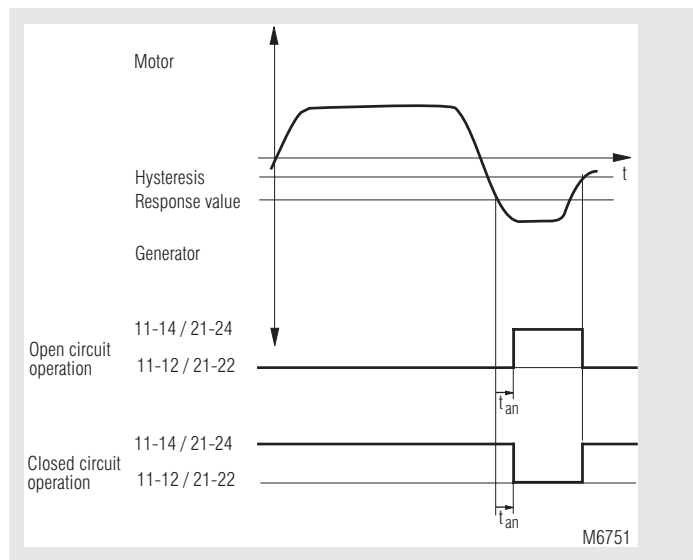 Motor
t
Hysteresis
Response value
Generator
11-14 / 21-24
Open circuit
operation
11-12 / 21-22
tan
11-14 / 21-24
Closed circuit
operation
11-12 / 21-22
tan
M6751